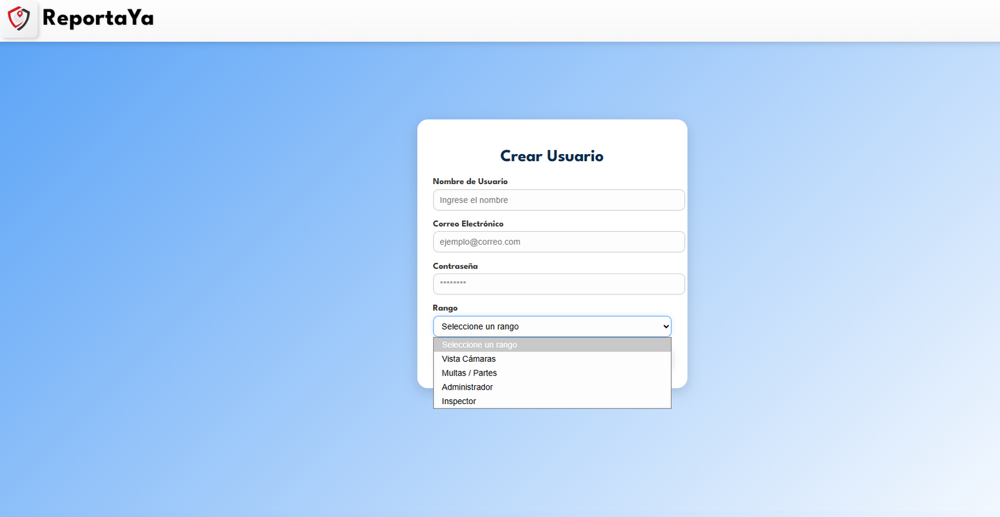 ReportaYa
Crear Usuario
Nombre de Usuario
Ingrese el nombre
Correo Electrónico
ejemplo@correo.com
Contraseña
********
Rango
Seleccione un rango
Seleccione un rango
Vista Cámaras
Multas / Partes
Administrador
Inspector